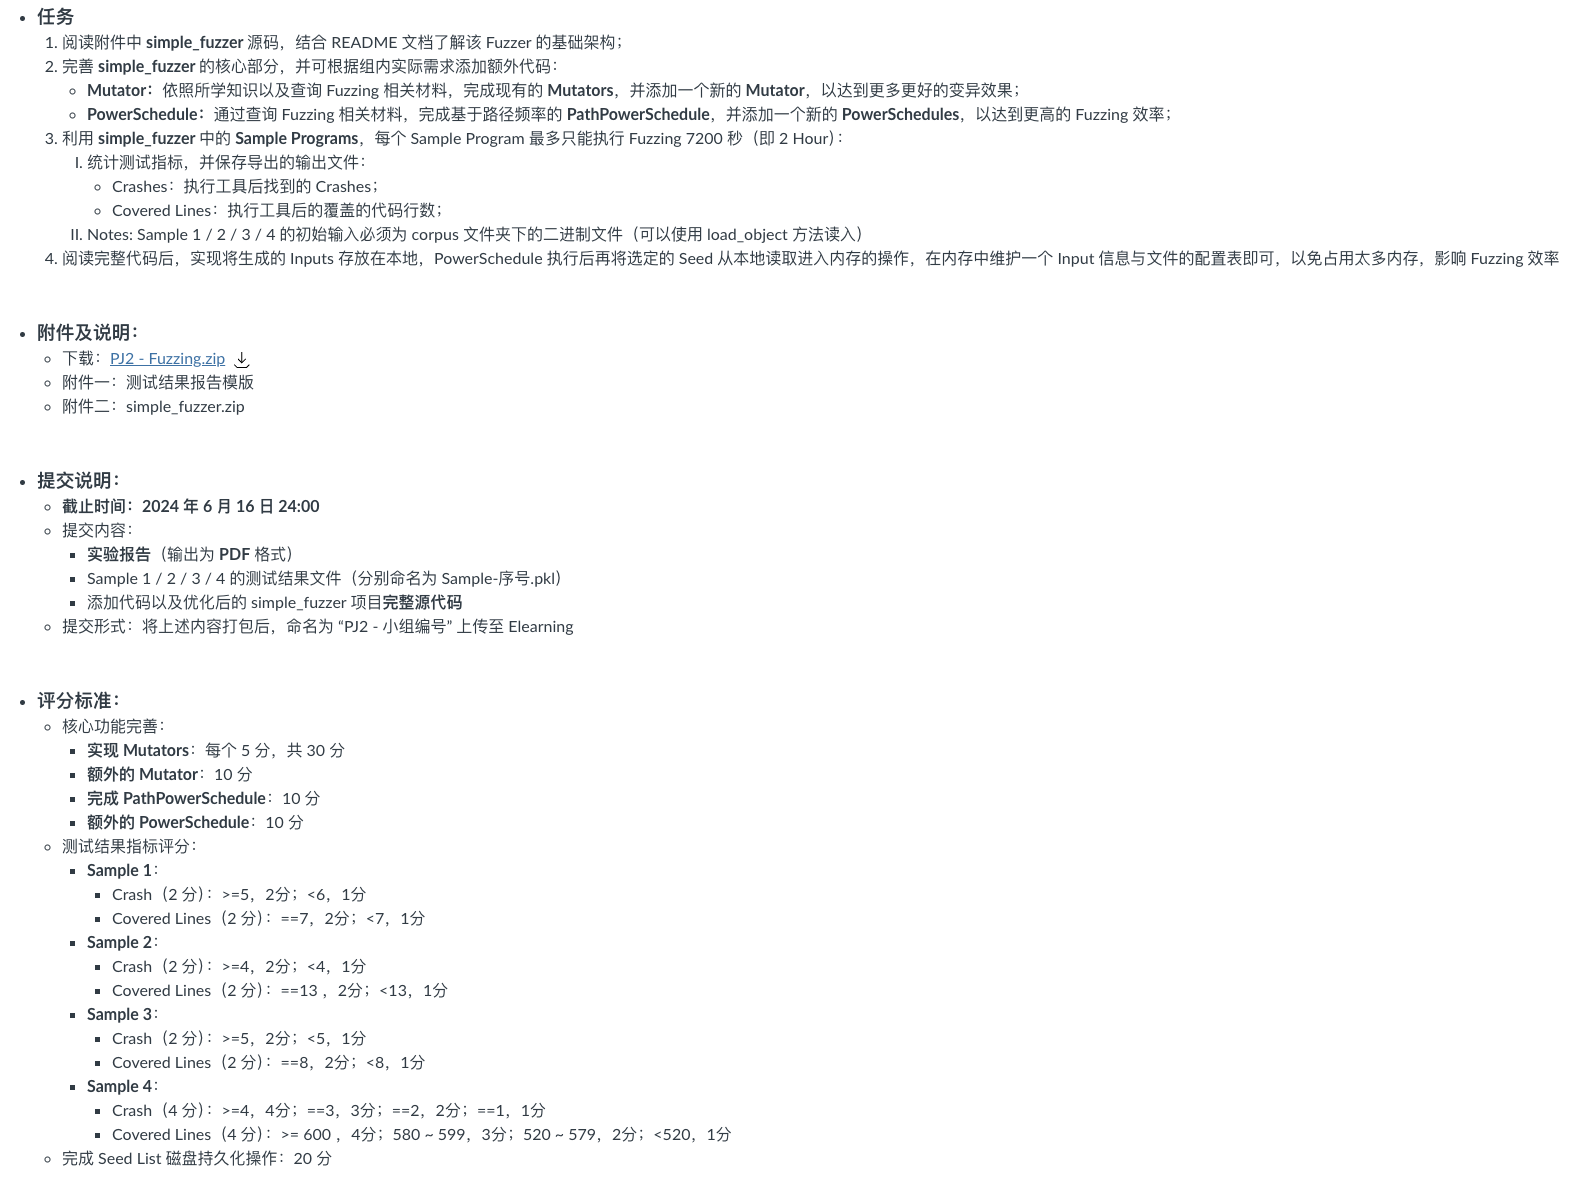 任务
1. 阅读附件中 simple_fuzzer 源码，结合 README 文档了解该 Fuzzer 的基础架构；
2. 完善 simple_fuzzer 的核心部分，并可根据组内实际需求添加额外代码：
Mutator：依照所学知识以及查询 Fuzzing 相关材料，完成现有的 Mutators，并添加一个新的 Mutator，以达到更多更好的变异效果；
PowerSchedule：通过查询 Fuzzing 相关材料，完成基于路径频率的 PathPowerSchedule，并添加一个新的 PowerSchedules，以达到更高的 Fuzzing 效率；
3. 利用 simple_fuzzer 中的 Sample Programs，每个 Sample Program 最多只能执行 Fuzzing 7200 秒（即 2 Hour）：
I. 统计测试指标，并保存导出的输出文件：
Crashes：执行工具后找到的 Crashes；
Covered Lines：执行工具后的覆盖的代码行数；
II. Notes: Sample 1 / 2 / 3 / 4 的初始输入必须为 corpus 文件夹下的二进制文件（可以使用 load_object 方法读入）
4. 阅读完整代码后，实现将生成的 Inputs 存放在本地，PowerSchedule 执行后再将选定的 Seed 从本地读取进入内存的操作，在内存中维护一个 Input 信息与文件的配置表即可，以免占用太多内存，影响 Fuzzing 效率
附件及说明：
下载：PJ2 - Fuzzing.zip
附件一：测试结果报告模版
附件二：simple_fuzzer.zip
提交说明：
截止时间：2024 年 6 月 16 日 24:00
提交内容：
实验报告（输出为 PDF 格式）
Sample 1 / 2 / 3 / 4 的测试结果文件（分别命名为 Sample-序号.pkl）
添加代码以及优化后的 simple_fuzzer 项目完整源代码
提交形式：将上述内容打包后，命名为 “PJ2 - 小组编号” 上传至 Elearning
评分标准：
核心功能完善：
实现 Mutators：每个 5 分，共 30 分
额外的 Mutator：10 分
完成 PathPowerSchedule：10 分
额外的 PowerSchedule：10 分
测试结果指标评分：
Sample 1：
Crash（2 分）：>=5，2分；<6，1分
Covered Lines（2 分）：==7，2分；<7，1分
Sample 2：
Crash（2 分）：>=4，2分；<4，1分
Covered Lines（2 分）：==13 ，2分；<13，1分
Sample 3：
Crash（2 分）：>=5，2分；<5，1分
Covered Lines（2 分）：==8，2分；<8，1分
Sample 4：
Crash（4 分）：>=4，4分；==3，3分；==2，2分；==1，1分
Covered Lines（4 分）：>= 600 ，4分；580 ~ 599，3分；520 ~ 579，2分；<520，1分
完成 Seed List 磁盘持久化操作：20 分